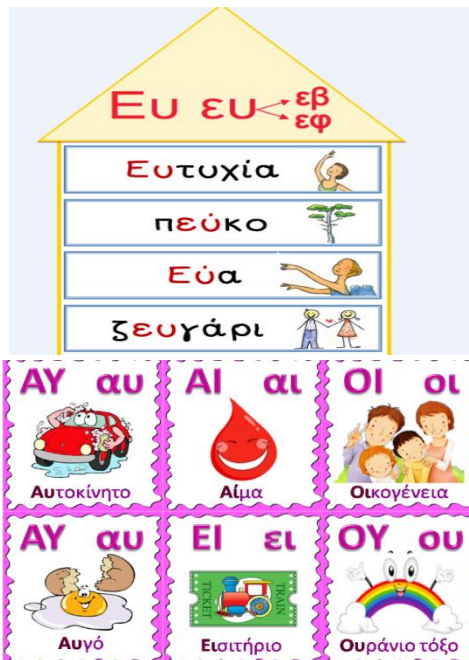 Ευ ευ εβ
εφ
Ευτυχία
πεύκο
Εύα
ζευγάρι
ΑΥ αυ ΑΙ αι ΟΙ οι
Αυτοκίνητο Αίμα Οικογένεια
ΑΥ αυ ΕΙ ει ΟΥ ου
TICKET TRAIN
Αυγό Εισιτήριο Ουράνιο τόξο